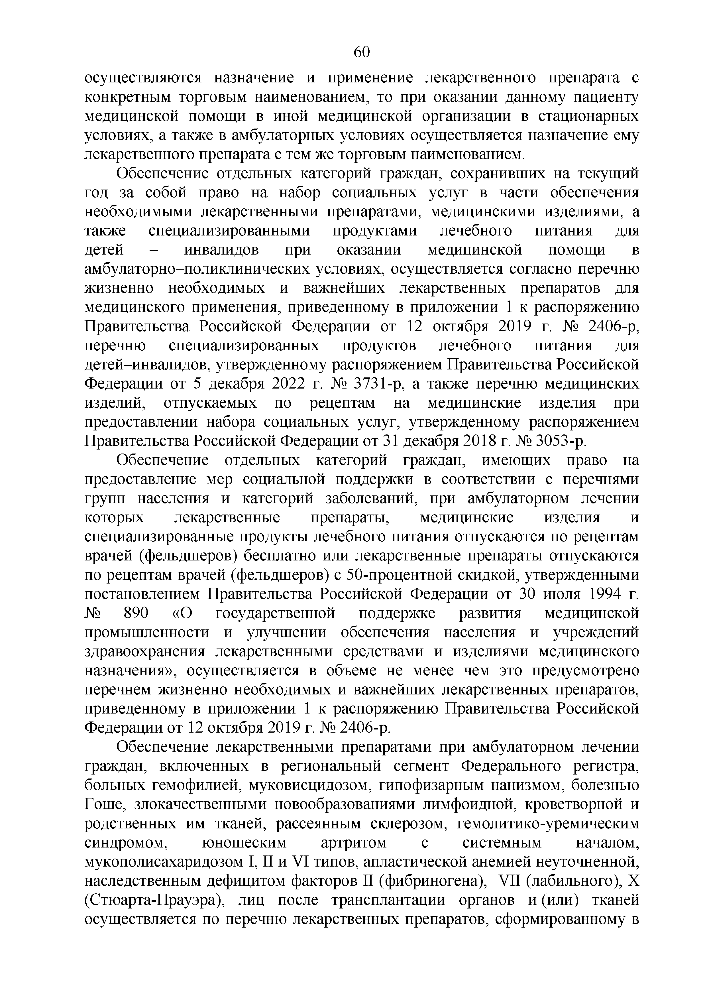 60
осуществляются назначение и применение лекарственного препарата с
конкретным торговым наименованием, то при оказании данному пациенту
медицинской помощи в иной медицинской организации в стационарных
условиях, а также в амбулаторных условиях осуществляется назначение ему
лекарственного препарата с тем же торговым наименованием.
Обеспечение отдельных категорий граждан, сохранивших на текущий
год за собой право на набор социальных услуг в части обеспечения
необходимыми лекарственными препаратами, медицинскими изделиями, а
также специализированными продуктами лечебного питания для
детей – инвалидов при оказании медицинской помощи в
амбулаторно–поликлинических условиях, осуществляется согласно перечню
жизненно необходимых и важнейших лекарственных препаратов для
медицинского применения, приведенному в приложении 1 к распоряжению
Правительства Российской Федерации от 12 октября 2019 г. № 2406-р,
перечню специализированных продуктов лечебного питания для
детей–инвалидов, утвержденному распоряжением Правительства Российской
Федерации от 5 декабря 2022 г. № 3731-р, а также перечню медицинских
изделий, отпускаемых по рецептам на медицинские изделия при
предоставлении набора социальных услуг, утвержденному распоряжением
Правительства Российской Федерации от 31 декабря 2018 г. № 3053-р.
Обеспечение отдельных категорий граждан, имеющих право на
предоставление мер социальной поддержки в соответствии с перечнями
групп населения и категорий заболеваний, при амбулаторном лечении
которых лекарственные препараты, медицинские изделия и
специализированные продукты лечебного питания отпускаются по рецептам
врачей (фельдшеров) бесплатно или лекарственные препараты отпускаются
по рецептам врачей (фельдшеров) с 50-процентной скидкой, утвержденными
постановлением Правительства Российской Федерации от 30 июля 1994 г.
№ 890 «О государственной поддержке развития медицинской
промышленности и улучшении обеспечения населения и учреждений
здравоохранения лекарственными средствами и изделиями медицинского
назначения», осуществляется в объеме не менее чем это предусмотрено
перечнем жизненно необходимых и важнейших лекарственных препаратов,
приведенному в приложении 1 к распоряжению Правительства Российской
Федерации от 12 октября 2019 г. № 2406-р.
Обеспечение лекарственными препаратами при амбулаторном лечении
граждан, включенных в региональный сегмент Федерального регистра,
больных гемофилией, муковисцидозом, гипофизарным нанизмом, болезнью
Гоше, злокачественными новообразованиями лимфоидной, кроветворной и
родственных им тканей, рассеянным склерозом, гемолитико-уремическим
синдромом, юношеским артритом с системным началом,
мукополисахаридозом I, II и VI типов, апластической анемией неуточненной,
наследственным дефицитом факторов II (фибриногена), VII (лабильного), X
(Стюарта-Прауэра), лиц после трансплантации органов и (или) тканей
осуществляется по перечню лекарственных препаратов, сформированному в